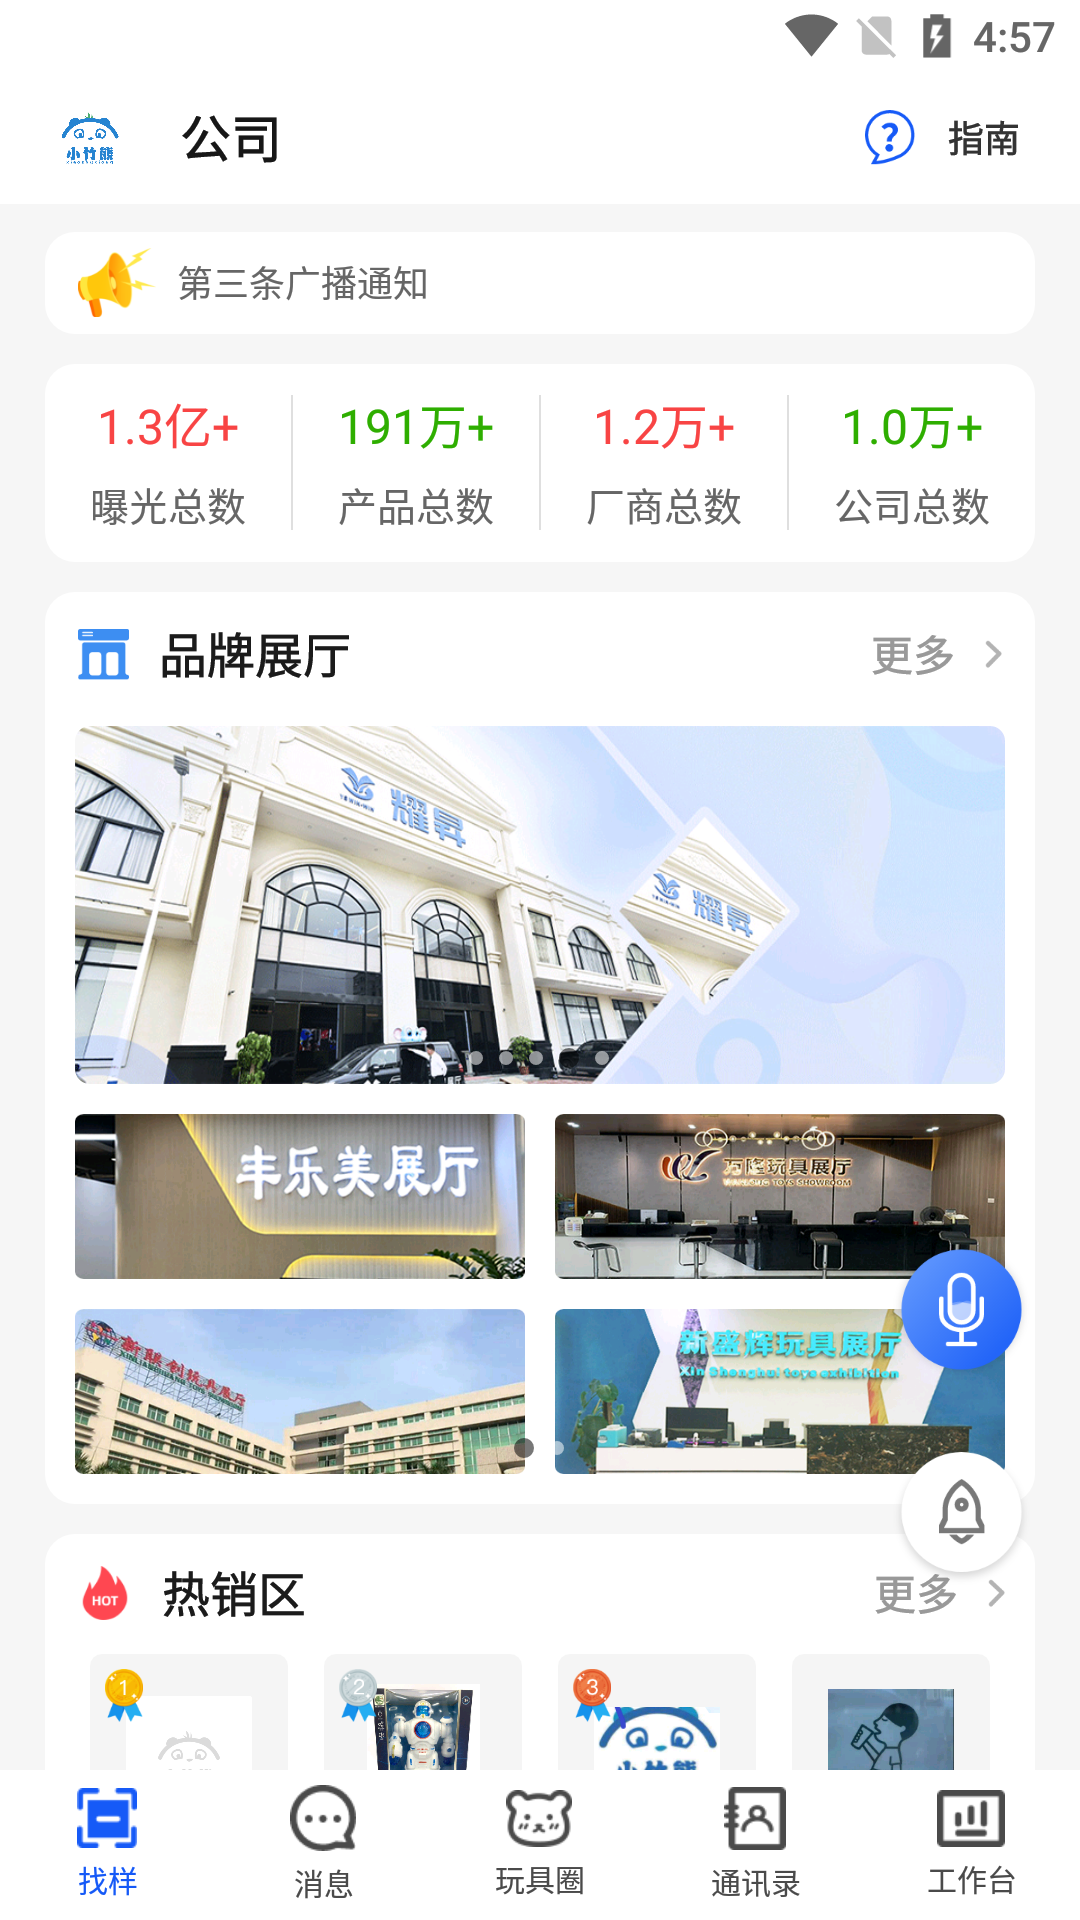 4:57
小竹熊
公司
指南
第三条广播通知
1.3亿+
191万+
1.2万+
1.0万+
曝光总数
产品总数
厂商总数
公司总数
品牌展厅
更多
耀昇
耀昇
丰乐美展厅
万隆玩具展厅
WANLONG TOYS SHOWROOM
新联创玩具展厅
新盛辉玩具展厅
Xin Shenghui toys exhibition
HOT
热销区
更多
1
2
3
小竹熊
找样
消息
玩具圈
通讯录
工作台